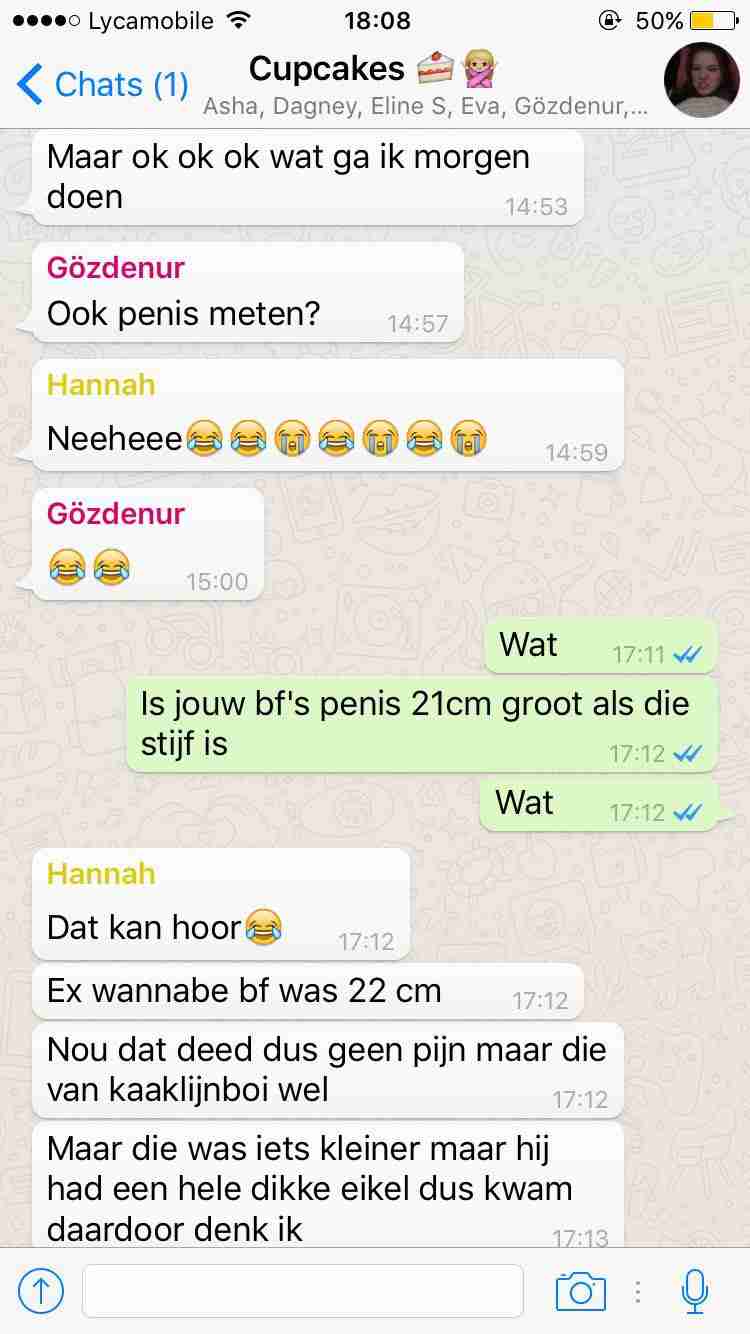 Lycamobile 18:08 50%
Chats (1) Cupcakes 🍰🙅🏼
Asha, Dagney, Eline S, Eva, Gözdenur,...
Maar ok ok ok wat ga ik morgen
doen 14:53
Gözdenur
Ook penis meten? 14:57
Hannah
Neeheee😂😂😭😂😭😂😭 14:59
Gözdenur
😂😂 15:00
Wat 17:11
Is jouw bf's penis 21cm groot als die
stijf is 17:12
Wat 17:12
Hannah
Dat kan hoor😂 17:12
Ex wannabe bf was 22 cm 17:12
Nou dat deed dus geen pijn maar die
van kaaklijnboi wel 17:12
Maar die was iets kleiner maar hij
had een hele dikke eikel dus kwam
daardoor denk ik 17:13